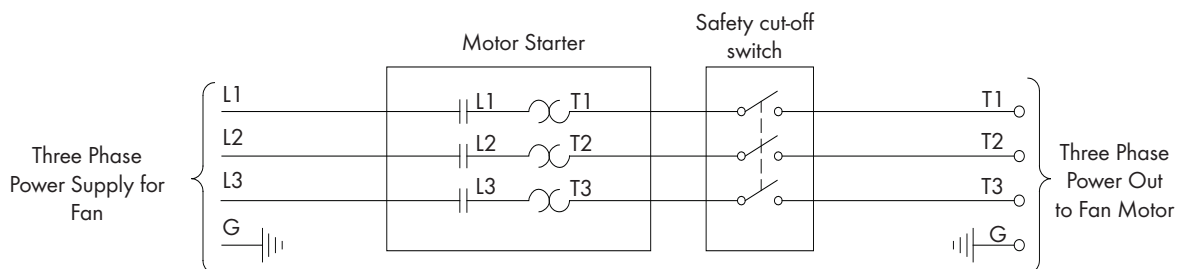 Safety cut-off
switch
Motor Starter
L1
L1
T1
T1
L2
L2
T2
T2
L3
L3
T3
T3
G
G
Three Phase
Power Supply for
Fan
Three Phase
Power Out
to Fan Motor